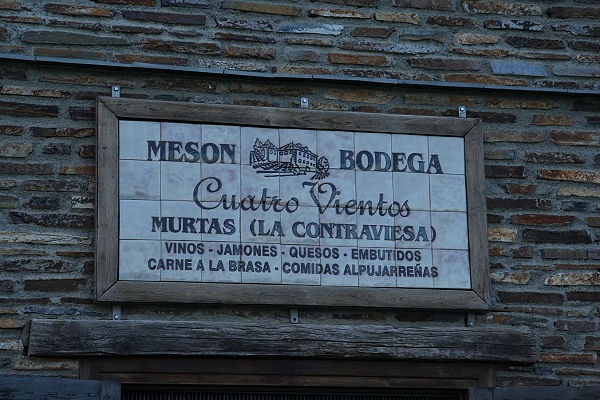 MESON BODEGA
Cuatro Vientos
MURTAS (LA CONTRAVIESA)
VINOS - JAMONES - QUESOS - EMBUTIDOS
CARNE A LA BRASA - COMIDAS ALPUJARREÑAS